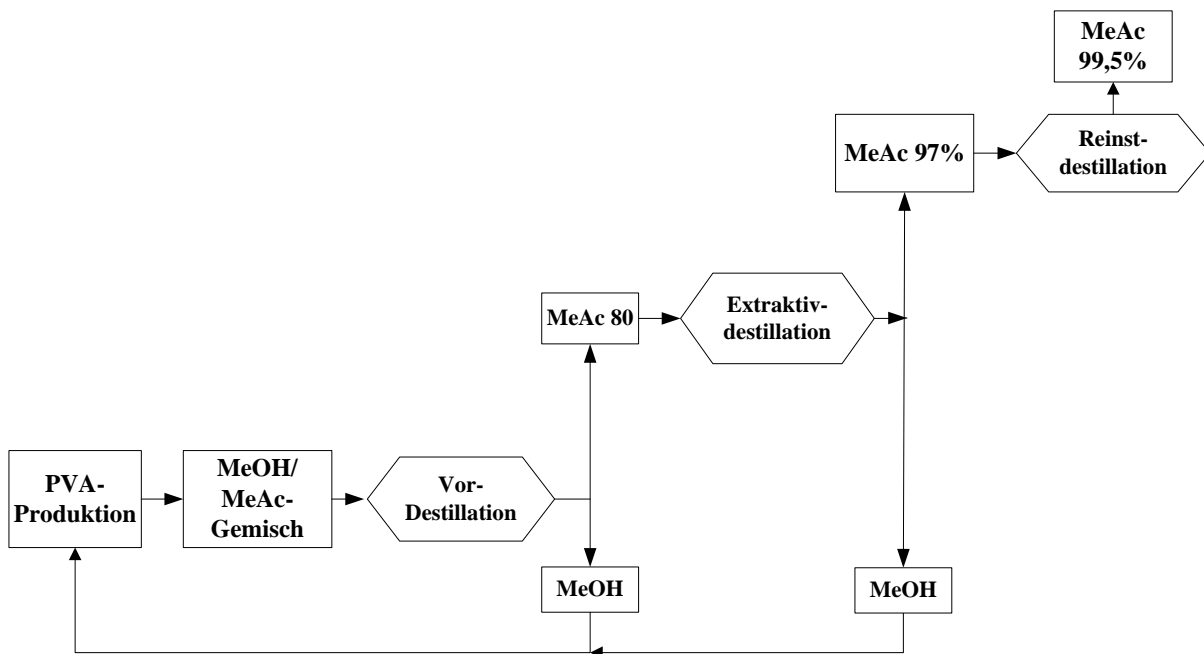 MeAc
99,5%
MeAc 97%
Reinst-
destillation
MeAc 80
Extraktiv-
destillation
PVA-
Produktion
MeOH/
MeAc-
Gemisch
Vor-
Destillation
MeOH
MeOH